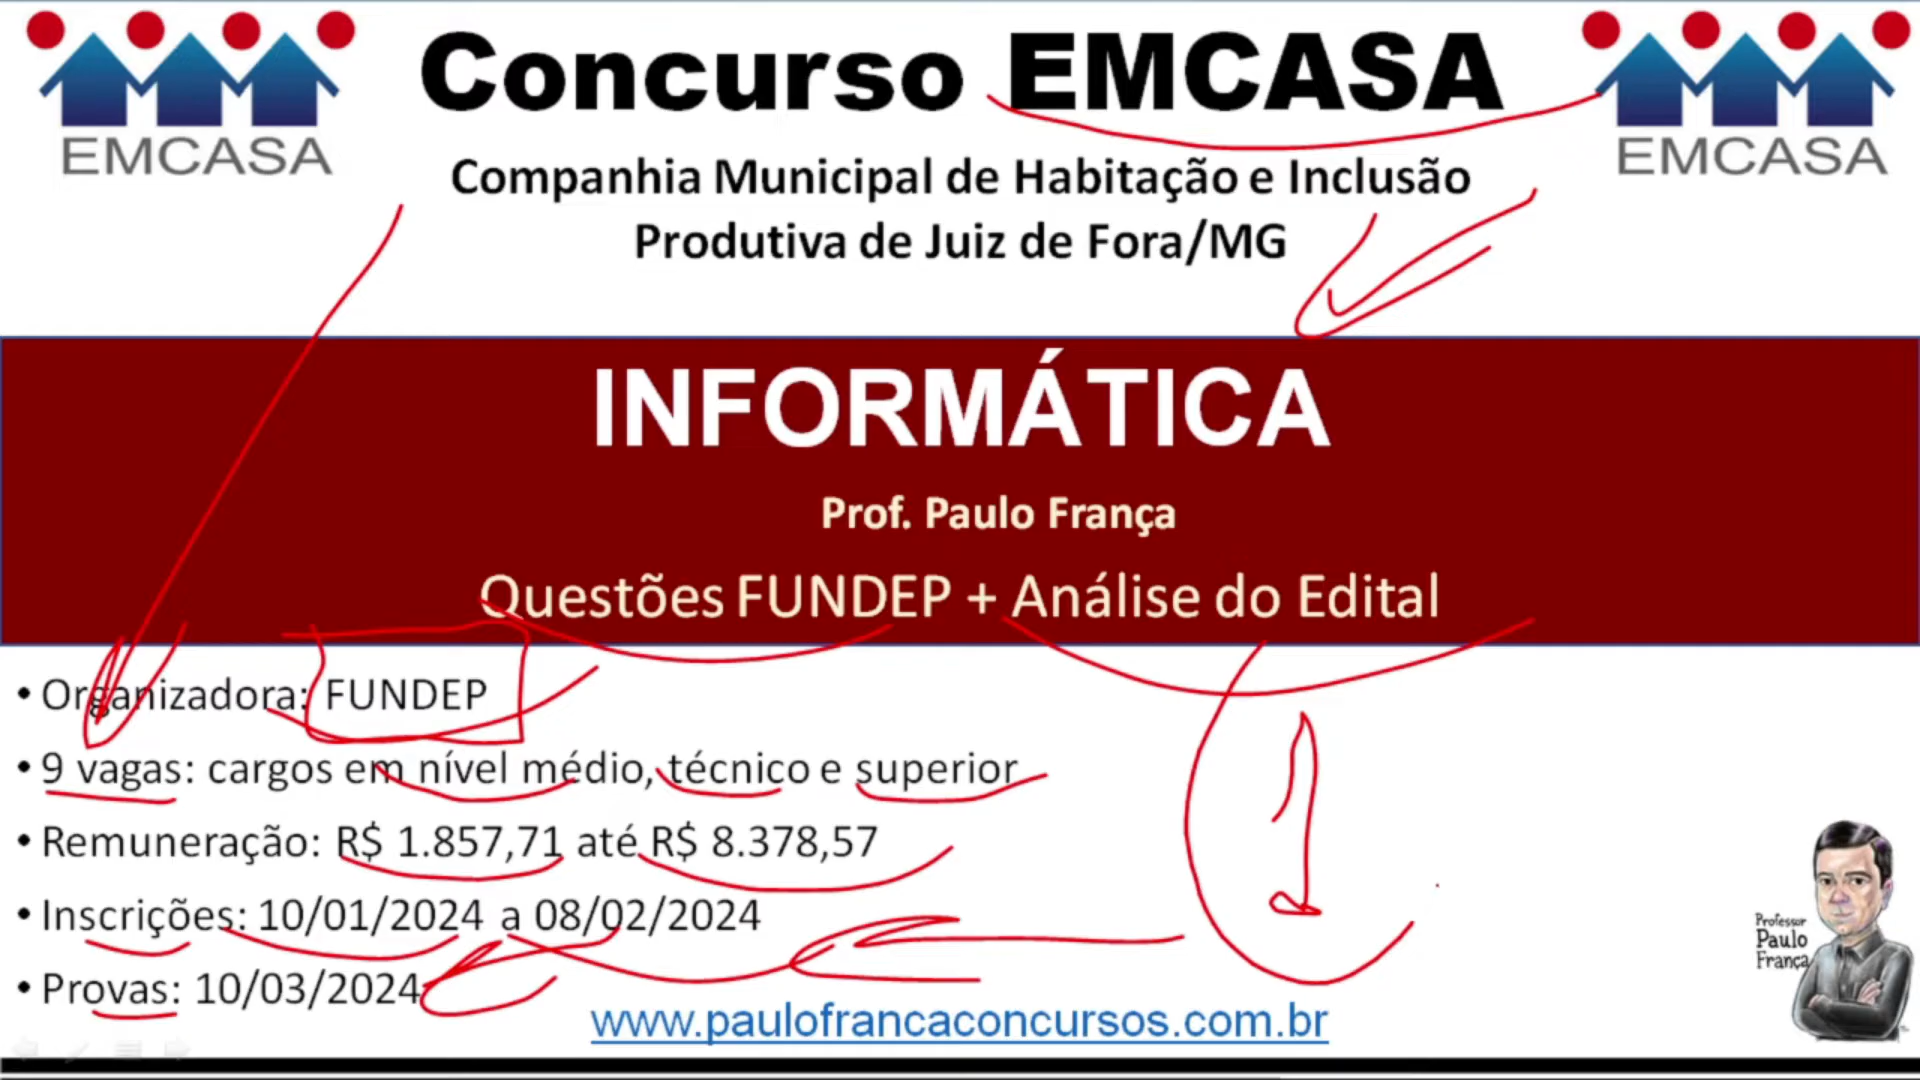 Concurso EMCASA
EMCASA
EMCASA
Companhia Municipal de Habitação e Inclusão
Produtiva de Juiz de Fora/MG
INFORMÁTICA
Prof. Paulo França
Questões FUNDEP + Análise do Edital
• Organizadora: FUNDEP
• 9 vagas: cargos em nível médio, técnico e superior
• Remuneração: R$ 1.857,71 até R$ 8.378,57
• Inscrições: 10/01/2024 a 08/02/2024
• Provas: 10/03/2024
1
Professor
Paulo
França
www.paulofrancaconcursos.com.br